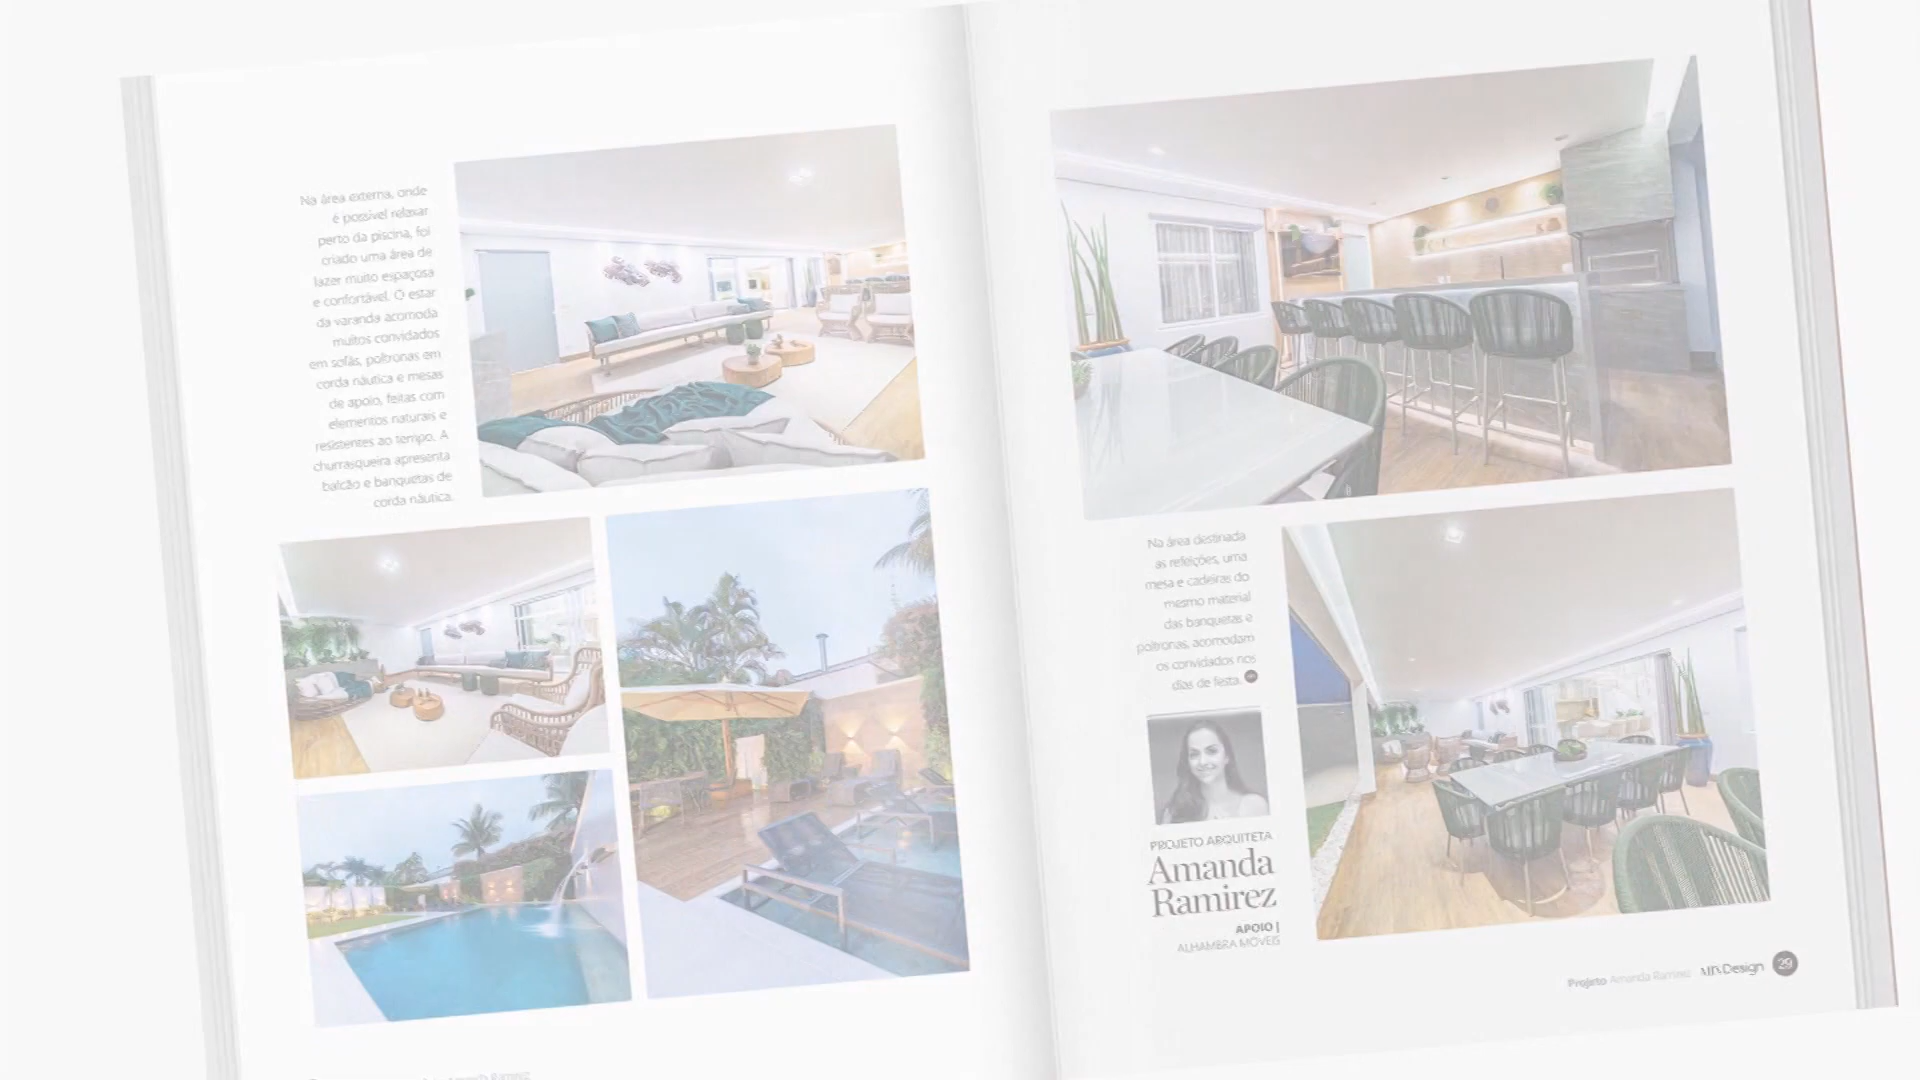 Na área externa, onde
é possível relaxar
perto da piscina, foi
criado uma área de
lazer muito espaçosa
e confortável. O estar
da varanda acomoda
muitos convidados
em sofás, poltronas em
corda náutica e mesas
de apoio, feitas com
elementos naturais e
resistentes ao tempo. A
churrasqueira apresenta
balcão e banquetas de
corda náutica.
Na área destinada
as refeições, uma
mesa e cadeiras do
mesmo material
das banquetas e
poltronas, acomodam
os convidados nos
dias de festa.
PROJETO ARQUITETA
Amanda
Ramirez
APOIO |
ALHAMBRA MÓVEIS
Projeto Amanda Ramirez Design 29
Amanda Ramirez